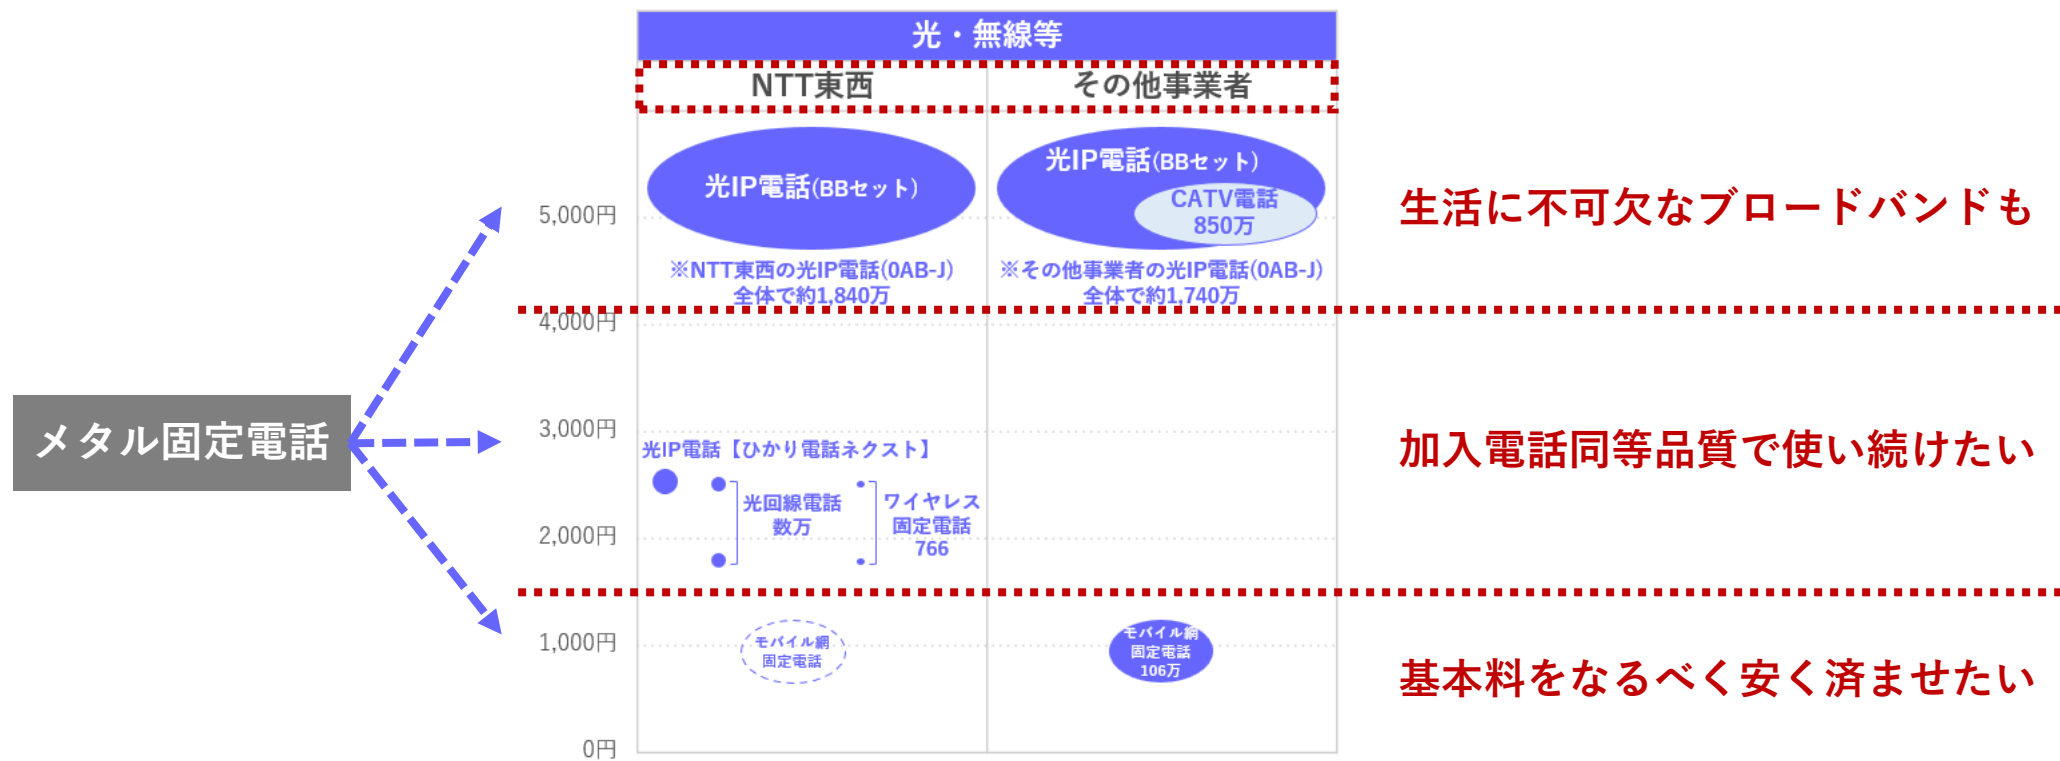 光・無線等
NTT東西
その他事業者
光IP電話(BBセット)
光IP電話(BBセット)
CATV電話
850万
5,000円
※NTT東西の光IP電話(0AB-J)
全体で約1,840万
※その他事業者の光IP電話(0AB-J)
全体で約1,740万
生活に不可欠なブロードバンドも
4,000円
メタル固定電話
3,000円
光IP電話【ひかり電話ネクスト】
光回線電話
数万
ワイヤレス
固定電話
766
加入電話同等品質で使い続けたい
2,000円
1,000円
モバイル網
固定電話
モバイル網
固定電話
106万
基本料をなるべく安く済ませたい
0円